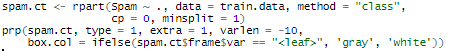 spam.ct <- rpart(Spam ~ ., data = train.data, method = "class",
cp = 0, minsplit = 1)
prp(spam.ct, type = 1, extra = 1, varlen = -10,
box.col = ifelse(spam.ct$frame$var == "<leaf>", 'gray', 'white'))